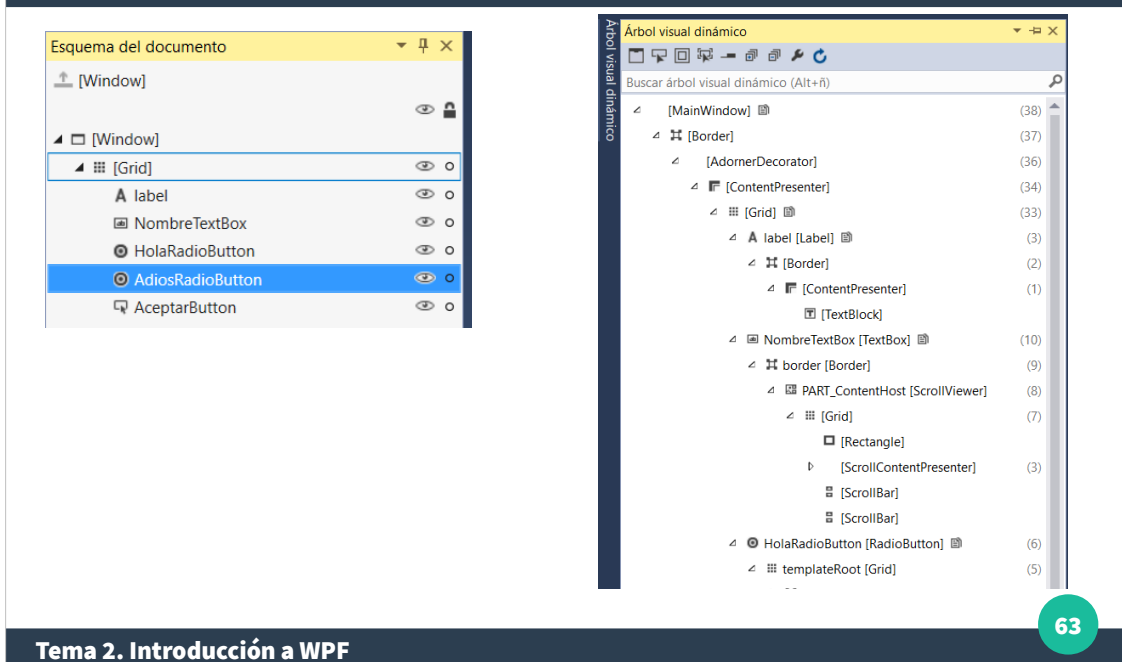 Esquema del documento
[Window]
[Window]
[Grid]
label
NombreTextBox
HolaRadioButton
AdiosRadioButton
AceptarButton
Árbol visual dinámico
Árbol visual dinámico
Buscar árbol visual dinámico (Alt+ñ)
[MainWindow] (38)
[Border] (37)
[AdornerDecorator] (36)
[ContentPresenter] (34)
[Grid] (33)
label [Label] (3)
[Border] (2)
[ContentPresenter] (1)
[TextBlock]
NombreTextBox [TextBox] (10)
border [Border] (9)
PART_ContentHost [ScrollViewer] (8)
[Grid] (7)
[Rectangle]
[ScrollContentPresenter] (3)
[ScrollBar]
[ScrollBar]
HolaRadioButton [RadioButton] (6)
templateRoot [Grid] (5)
63
Tema 2. Introducción a WPF